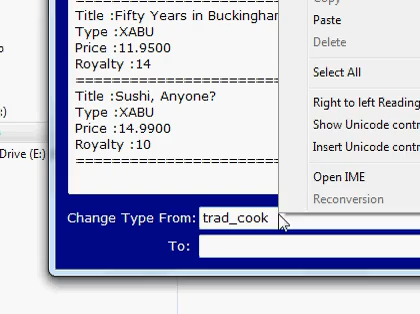 Title :Fifty Years in Buckingham
Type :XABU
Price :11.9500
Royalty :14
==============================
Title :Sushi, Anyone?
Type :XABU
Price :14.9900
Royalty :10
==============================
Change Type From: trad_cook
To:
:)
Drive (E:)
Copy
Paste
Delete
Select All
Right to left Reading
Show Unicode contr
Insert Unicode contr
Open IME
Reconversion